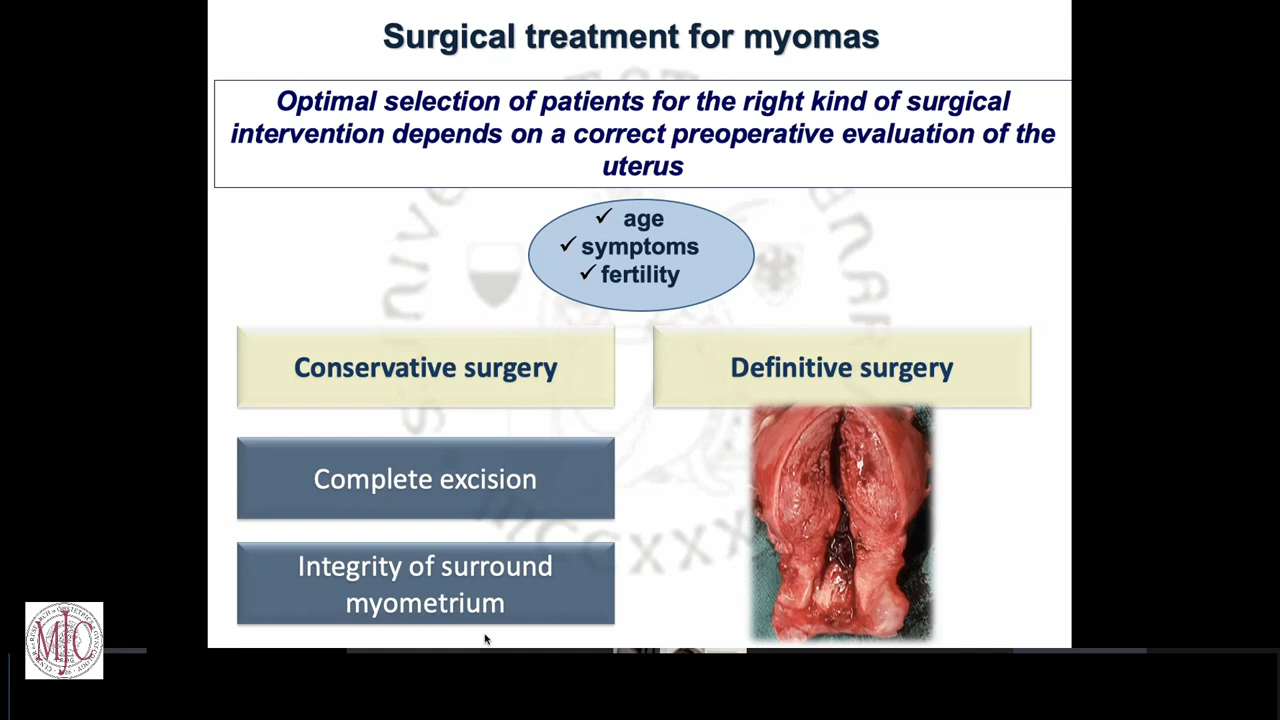 Surgical treatment for myomas
Optimal selection of patients for the right kind of surgical
intervention depends on a correct preoperative evaluation of the
uterus
✓ age
✓ symptoms
✓ fertility
Conservative surgery
Definitive surgery
Complete excision
Integrity of surround
myometrium
MJC